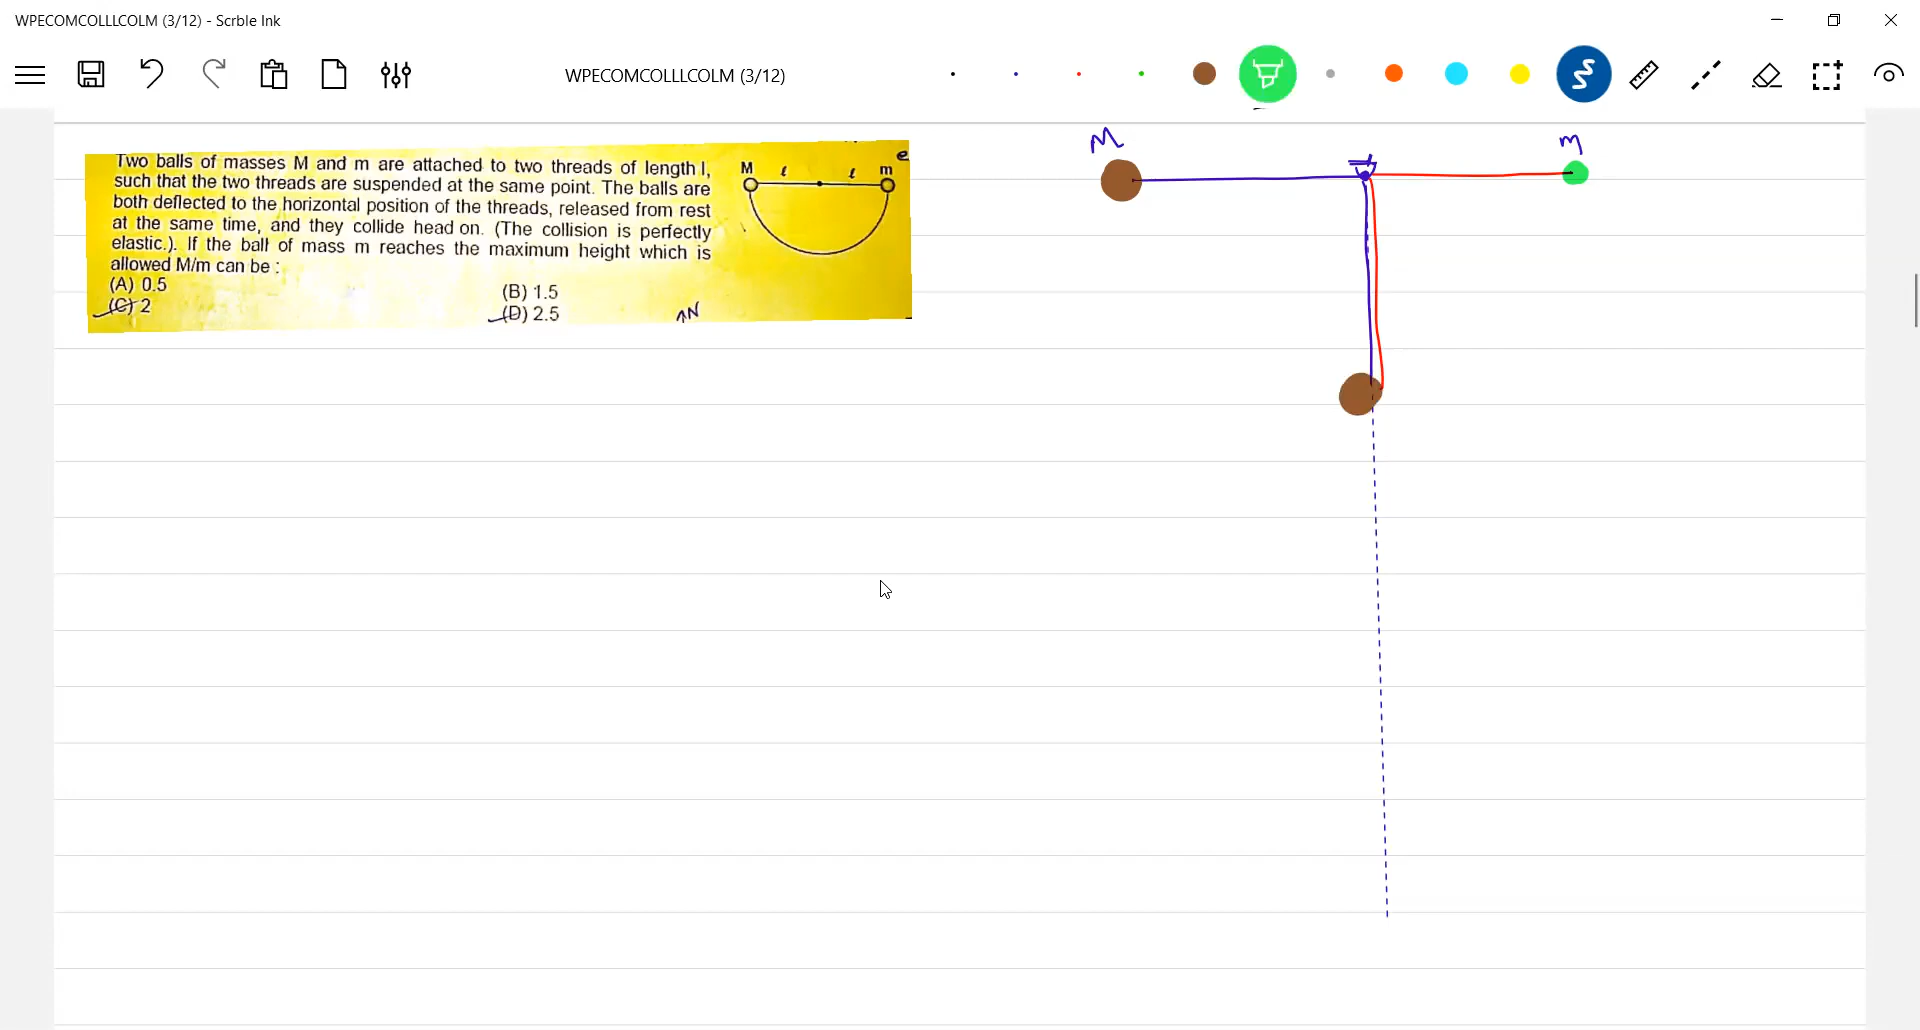 WPECOMCOLLLCOLM (3/12) - Scrble Ink
WPECOMCOLLLCOLM (3/12)
M
m
Two balls of masses M and m are attached to two threads of length l,
such that the two threads are suspended at the same point. The balls are
both deflected to the horizontal position of the threads, released from rest
at the same time, and they collide head on. (The collision is perfectly
elastic.). If the ball of mass m reaches the maximum height which is
allowed M/m can be :
(A) 0.5
(B) 1.5
(C) 2
(D) 2.5
M
ℓ
ℓ
m